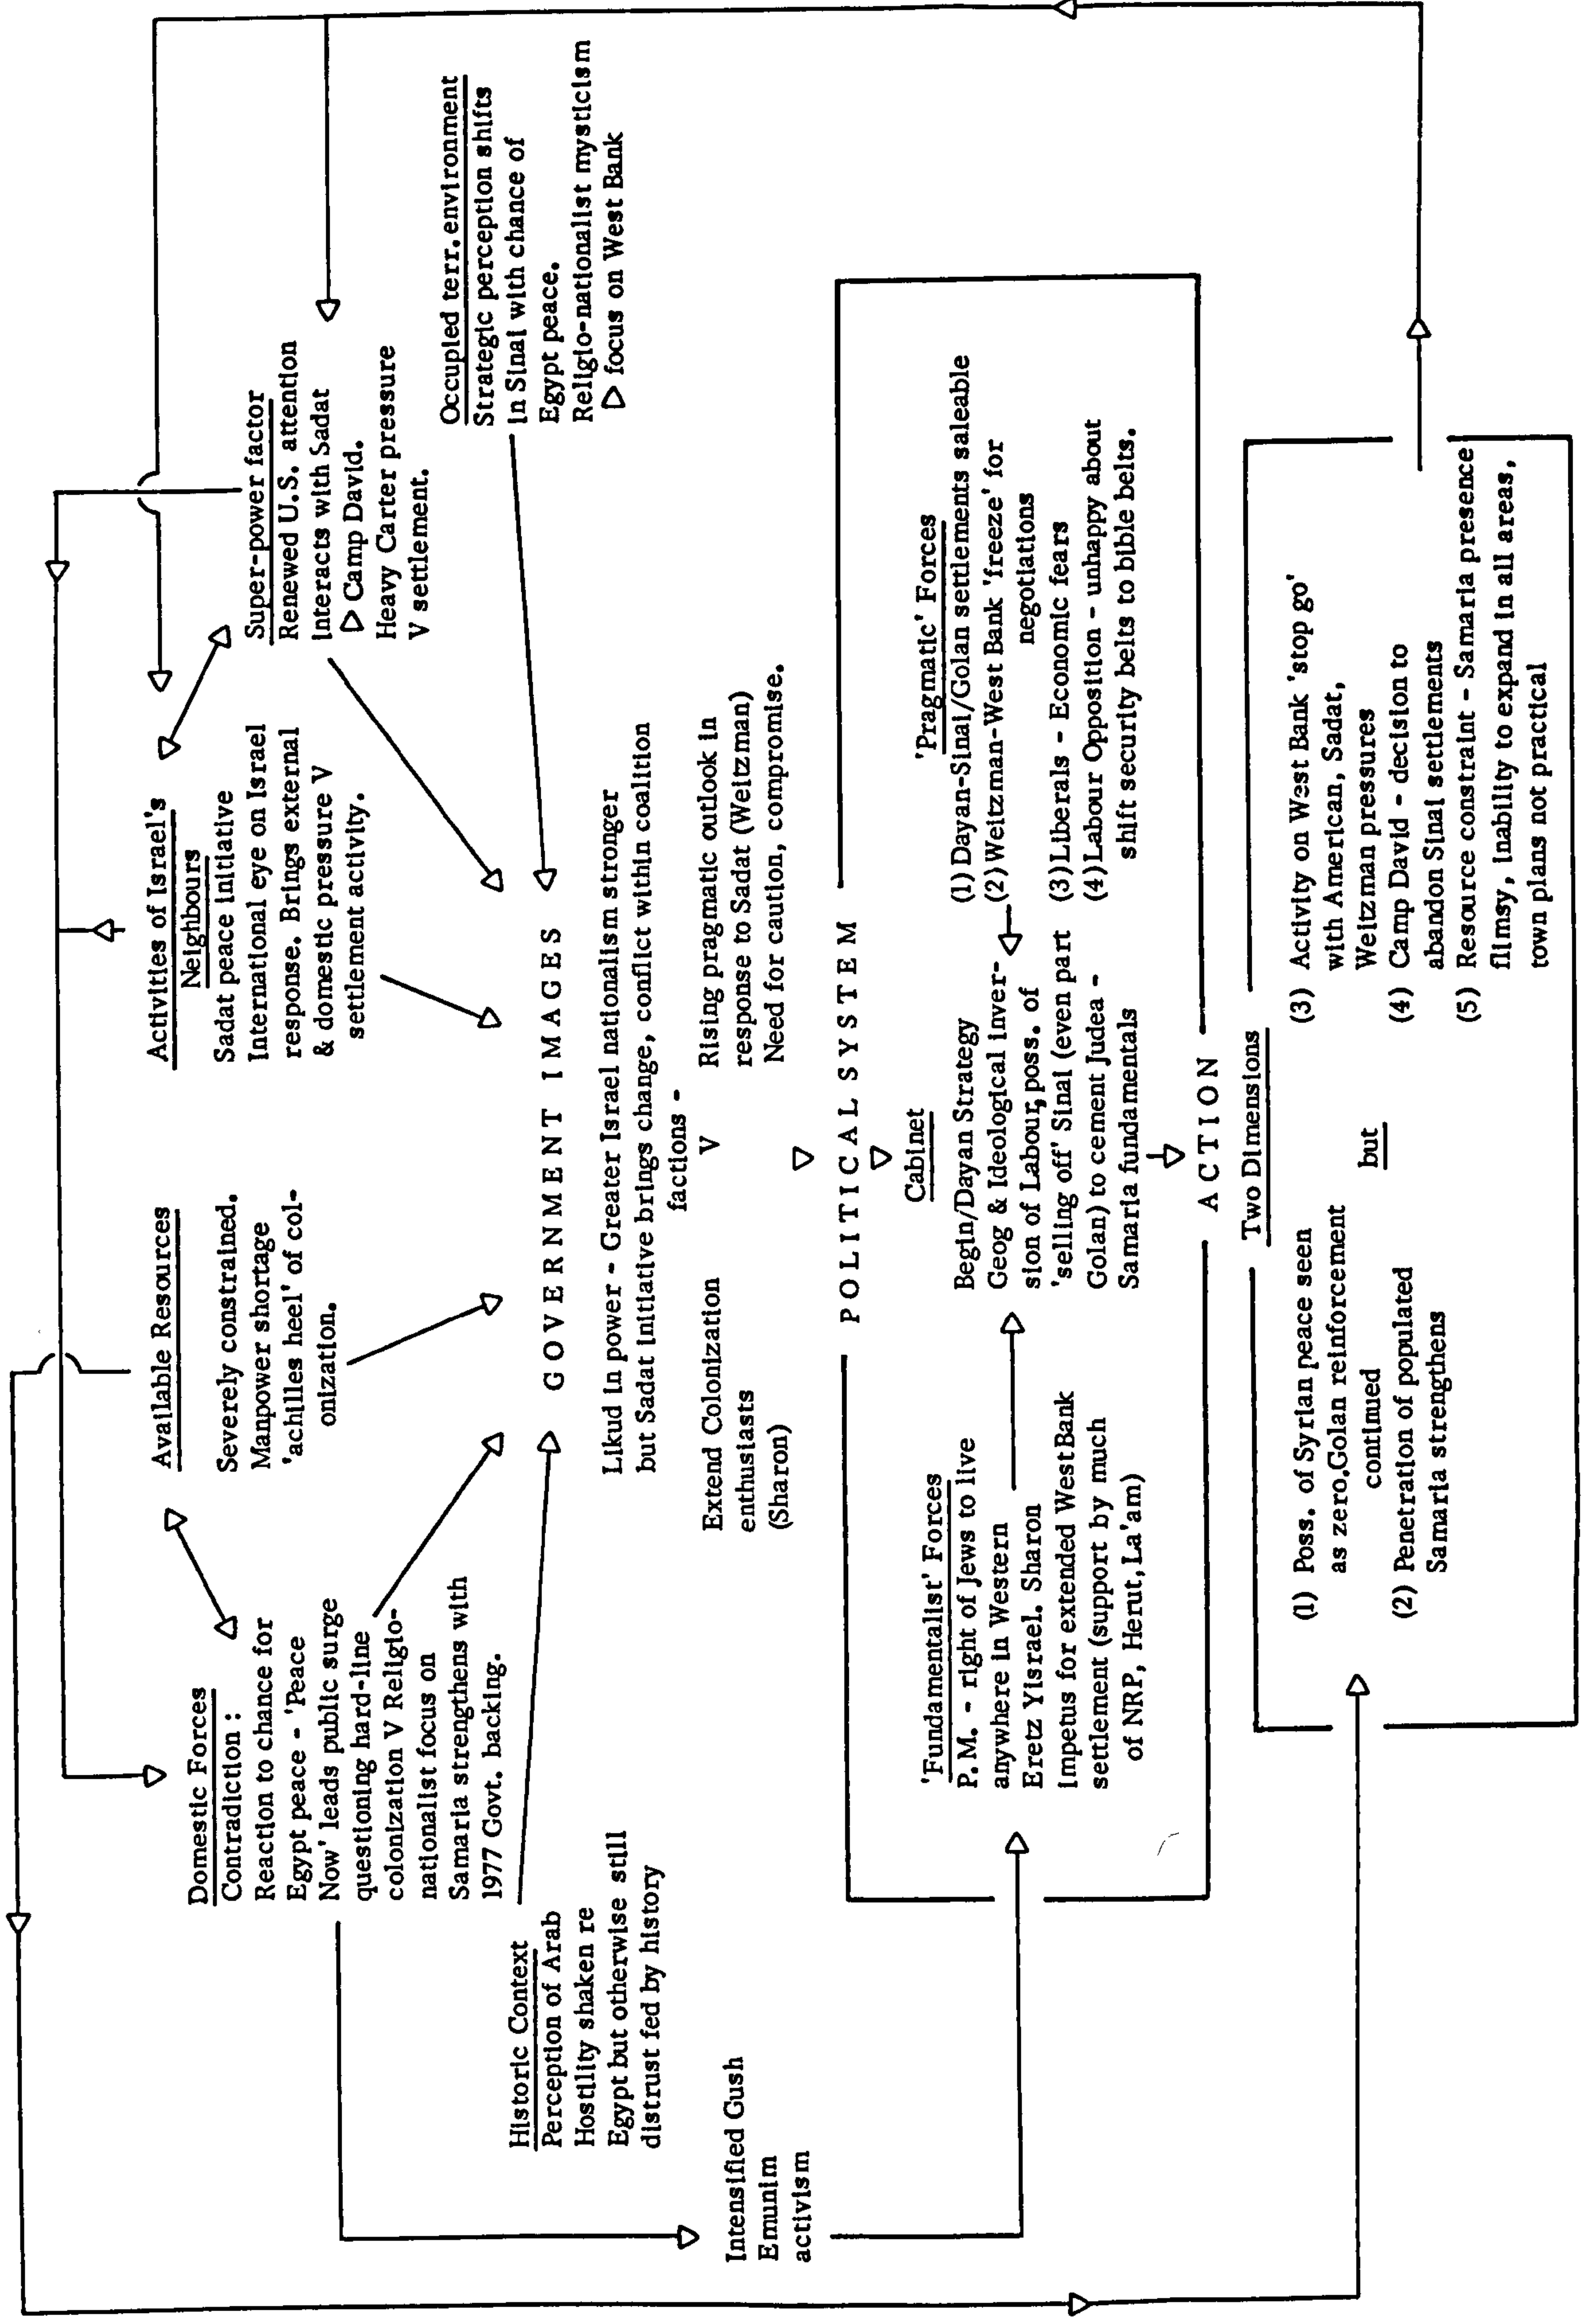 Domestic Forces
Contradiction :
Reaction to chance for
Egypt peace - 'Peace
Now' leads public surge
questioning hard-line
colonization V Religio-
nationalist focus on
Samaria strengthens with
1977 Govt. backing.
Available Resources
Severely constrained.
Manpower shortage
'achilles heel' of col-
onization.
Activities of Israel's
Neighbours
Sadat peace initiative
International eye on Israel
response. Brings external
& domestic pressure V
settlement activity.
Super-power factor
Renewed U.S. attention
interacts with Sadat
▷ Camp David.
Heavy Carter pressure
V settlement.
Occupied terr. environment
Strategic perception shifts
in Sinai with chance of
Egypt peace.
Religio-nationalist mysticism
▷ focus on West Bank
Historic Context
Perception of Arab
Hostility shaken re
Egypt but otherwise still
distrust fed by history
GOVERNMENT IMAGES
Likud in power - Greater Israel nationalism stronger
but Sadat initiative brings change, conflict within coalition
factions -
Extend Colonization
enthusiasts
(Sharon)
V
Rising pragmatic outlook in
response to Sadat (Weitzman)
Need for caution, compromise.
Intensified Gush
Emunim
activism
POLITICAL SYSTEM
'Fundamentalist' Forces
P.M. - right of Jews to live
anywhere in Western
Eretz Yisrael. Sharon
impetus for extended West Bank
settlement (support by much
of NRP, Herut, La'am)
Cabinet
Begin/Dayan Strategy
Geog & Ideological inver-
sion of Labour, poss. of
'selling off' Sinai (even part
Golan) to cement Judea -
Samaria fundamentals
'Pragmatic' Forces
(1) Dayan-Sinai/Golan settlements saleable
(2) Weitzman-West Bank 'freeze' for
negotiations
(3) Liberals - Economic fears
(4) Labour Opposition - unhappy about
shift security belts to bible belts.
ACTION
Two Dimensions
(1) Poss. of Syrian peace seen
as zero. Golan reinforcement
continued
(2) Penetration of populated
Samaria strengthens
but
(3) Activity on West Bank 'stop go'
with American, Sadat,
Weitzman pressures
(4) Camp David - decision to
abandon Sinai settlements
(5) Resource constraint - Samaria presence
flimsy, inability to expand in all areas,
town plans not practical